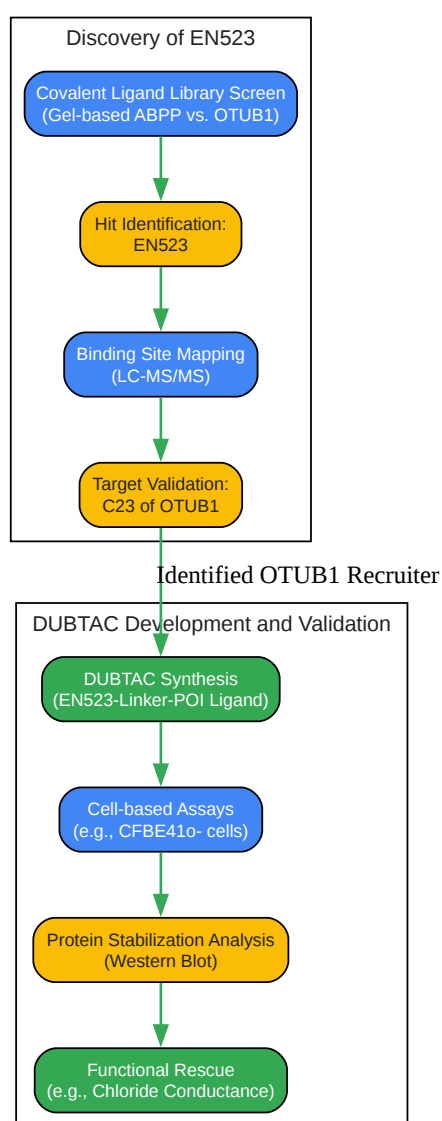 Discovery of EN523
Covalent Ligand Library Screen
(Gel-based ABPP vs. OTUB1)
Hit Identification:
EN523
Binding Site Mapping
(LC-MS/MS)
Target Validation:
C23 of OTUB1
Identified OTUB1 Recruiter
DUBTAC Development and Validation
DUBTAC Synthesis
(EN523-Linker-POI Ligand)
Cell-based Assays
(e.g., CFBE41o- cells)
Protein Stabilization Analysis
(Western Blot)
Functional Rescue
(e.g., Chloride Conductance)